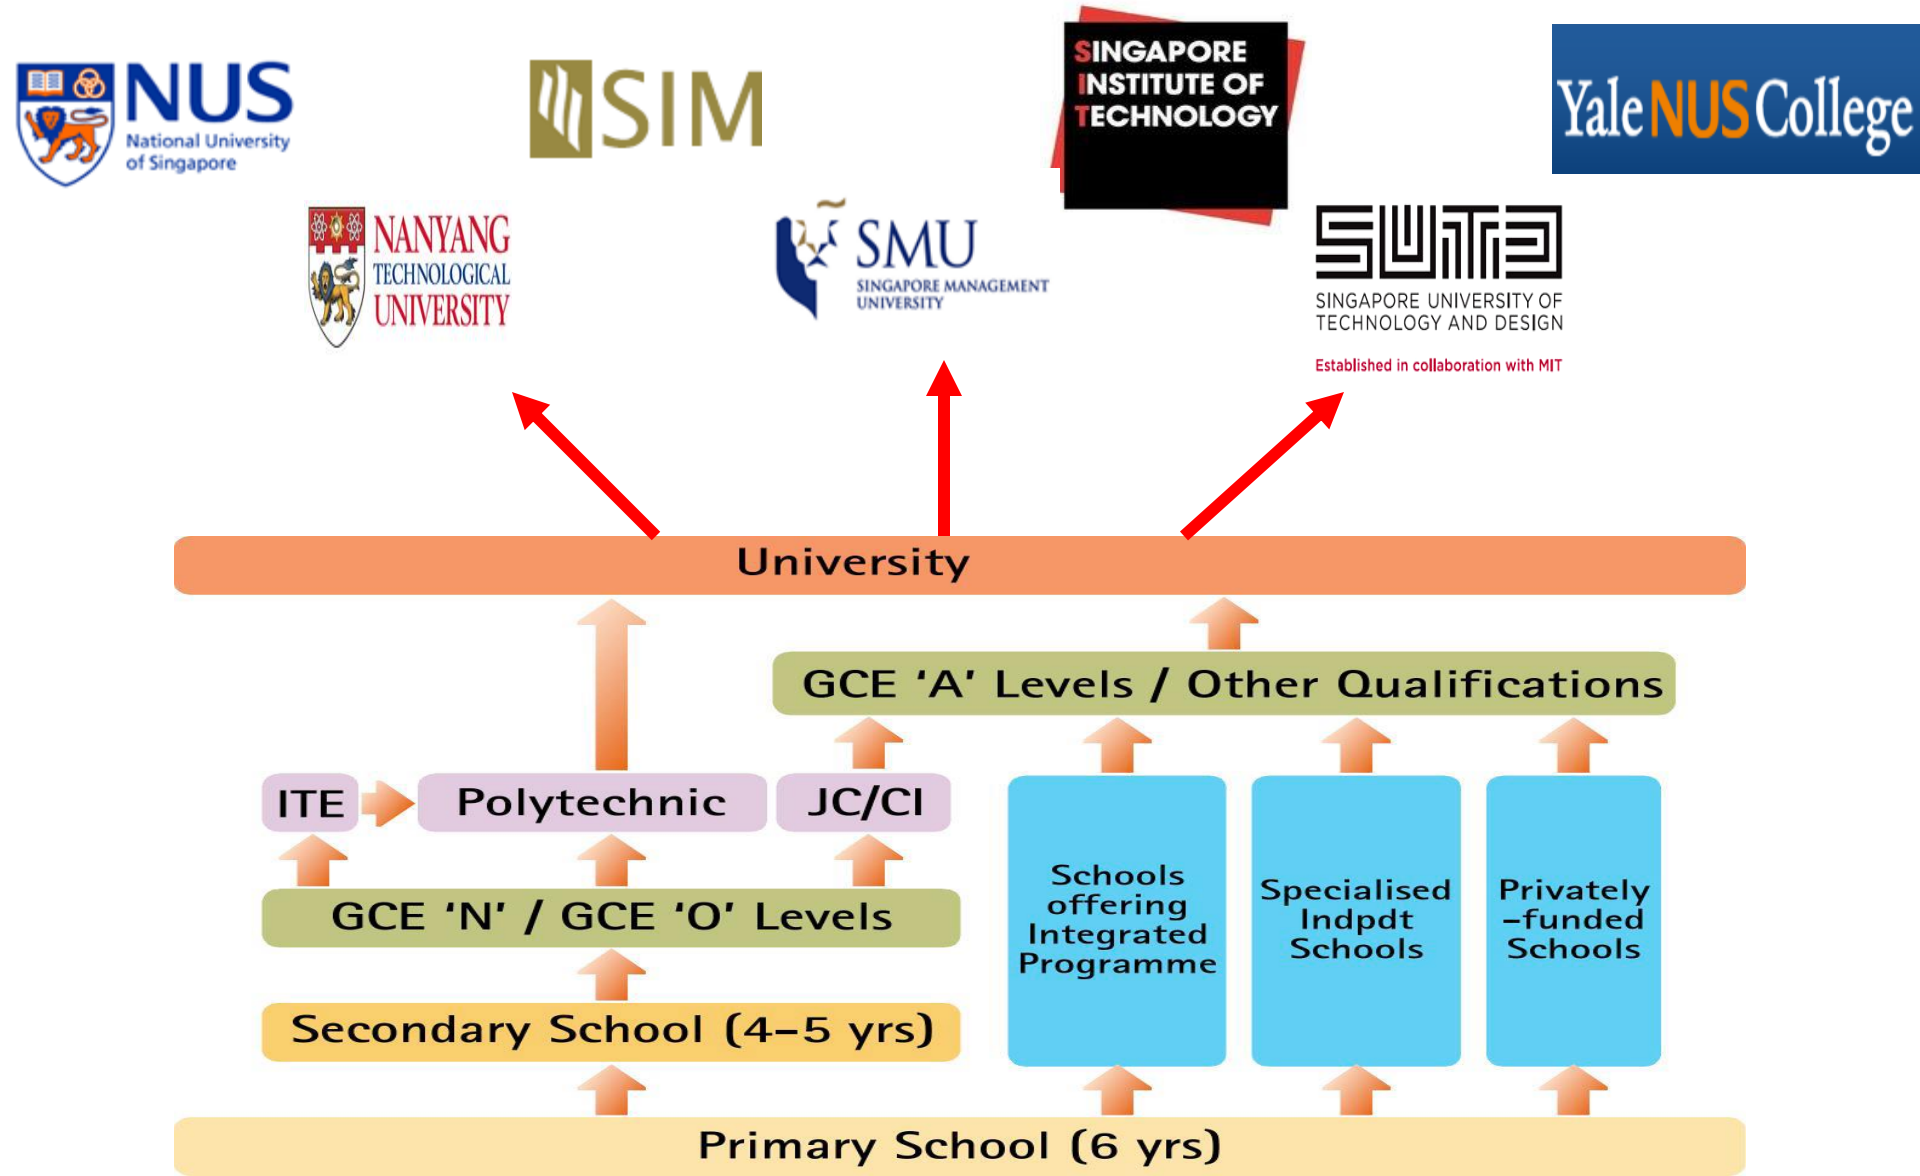 NUS
National University
of Singapore
SIM
SINGAPORE
INSTITUTE OF
TECHNOLOGY
Yale NUS College
NANYANG
TECHNOLOGICAL
UNIVERSITY
SMU
SINGAPORE MANAGEMENT
UNIVERSITY
SUTD
SINGAPORE UNIVERSITY OF
TECHNOLOGY AND DESIGN
Established in collaboration with MIT
University
GCE ‘A’ Levels / Other Qualifications
ITE
Polytechnic
JC/CI
GCE ‘N’ / GCE ‘O’ Levels
Secondary School (4–5 yrs)
Schools
offering
Integrated
Programme
Specialised
Indpdt
Schools
Privately
–funded
Schools
Primary School (6 yrs)